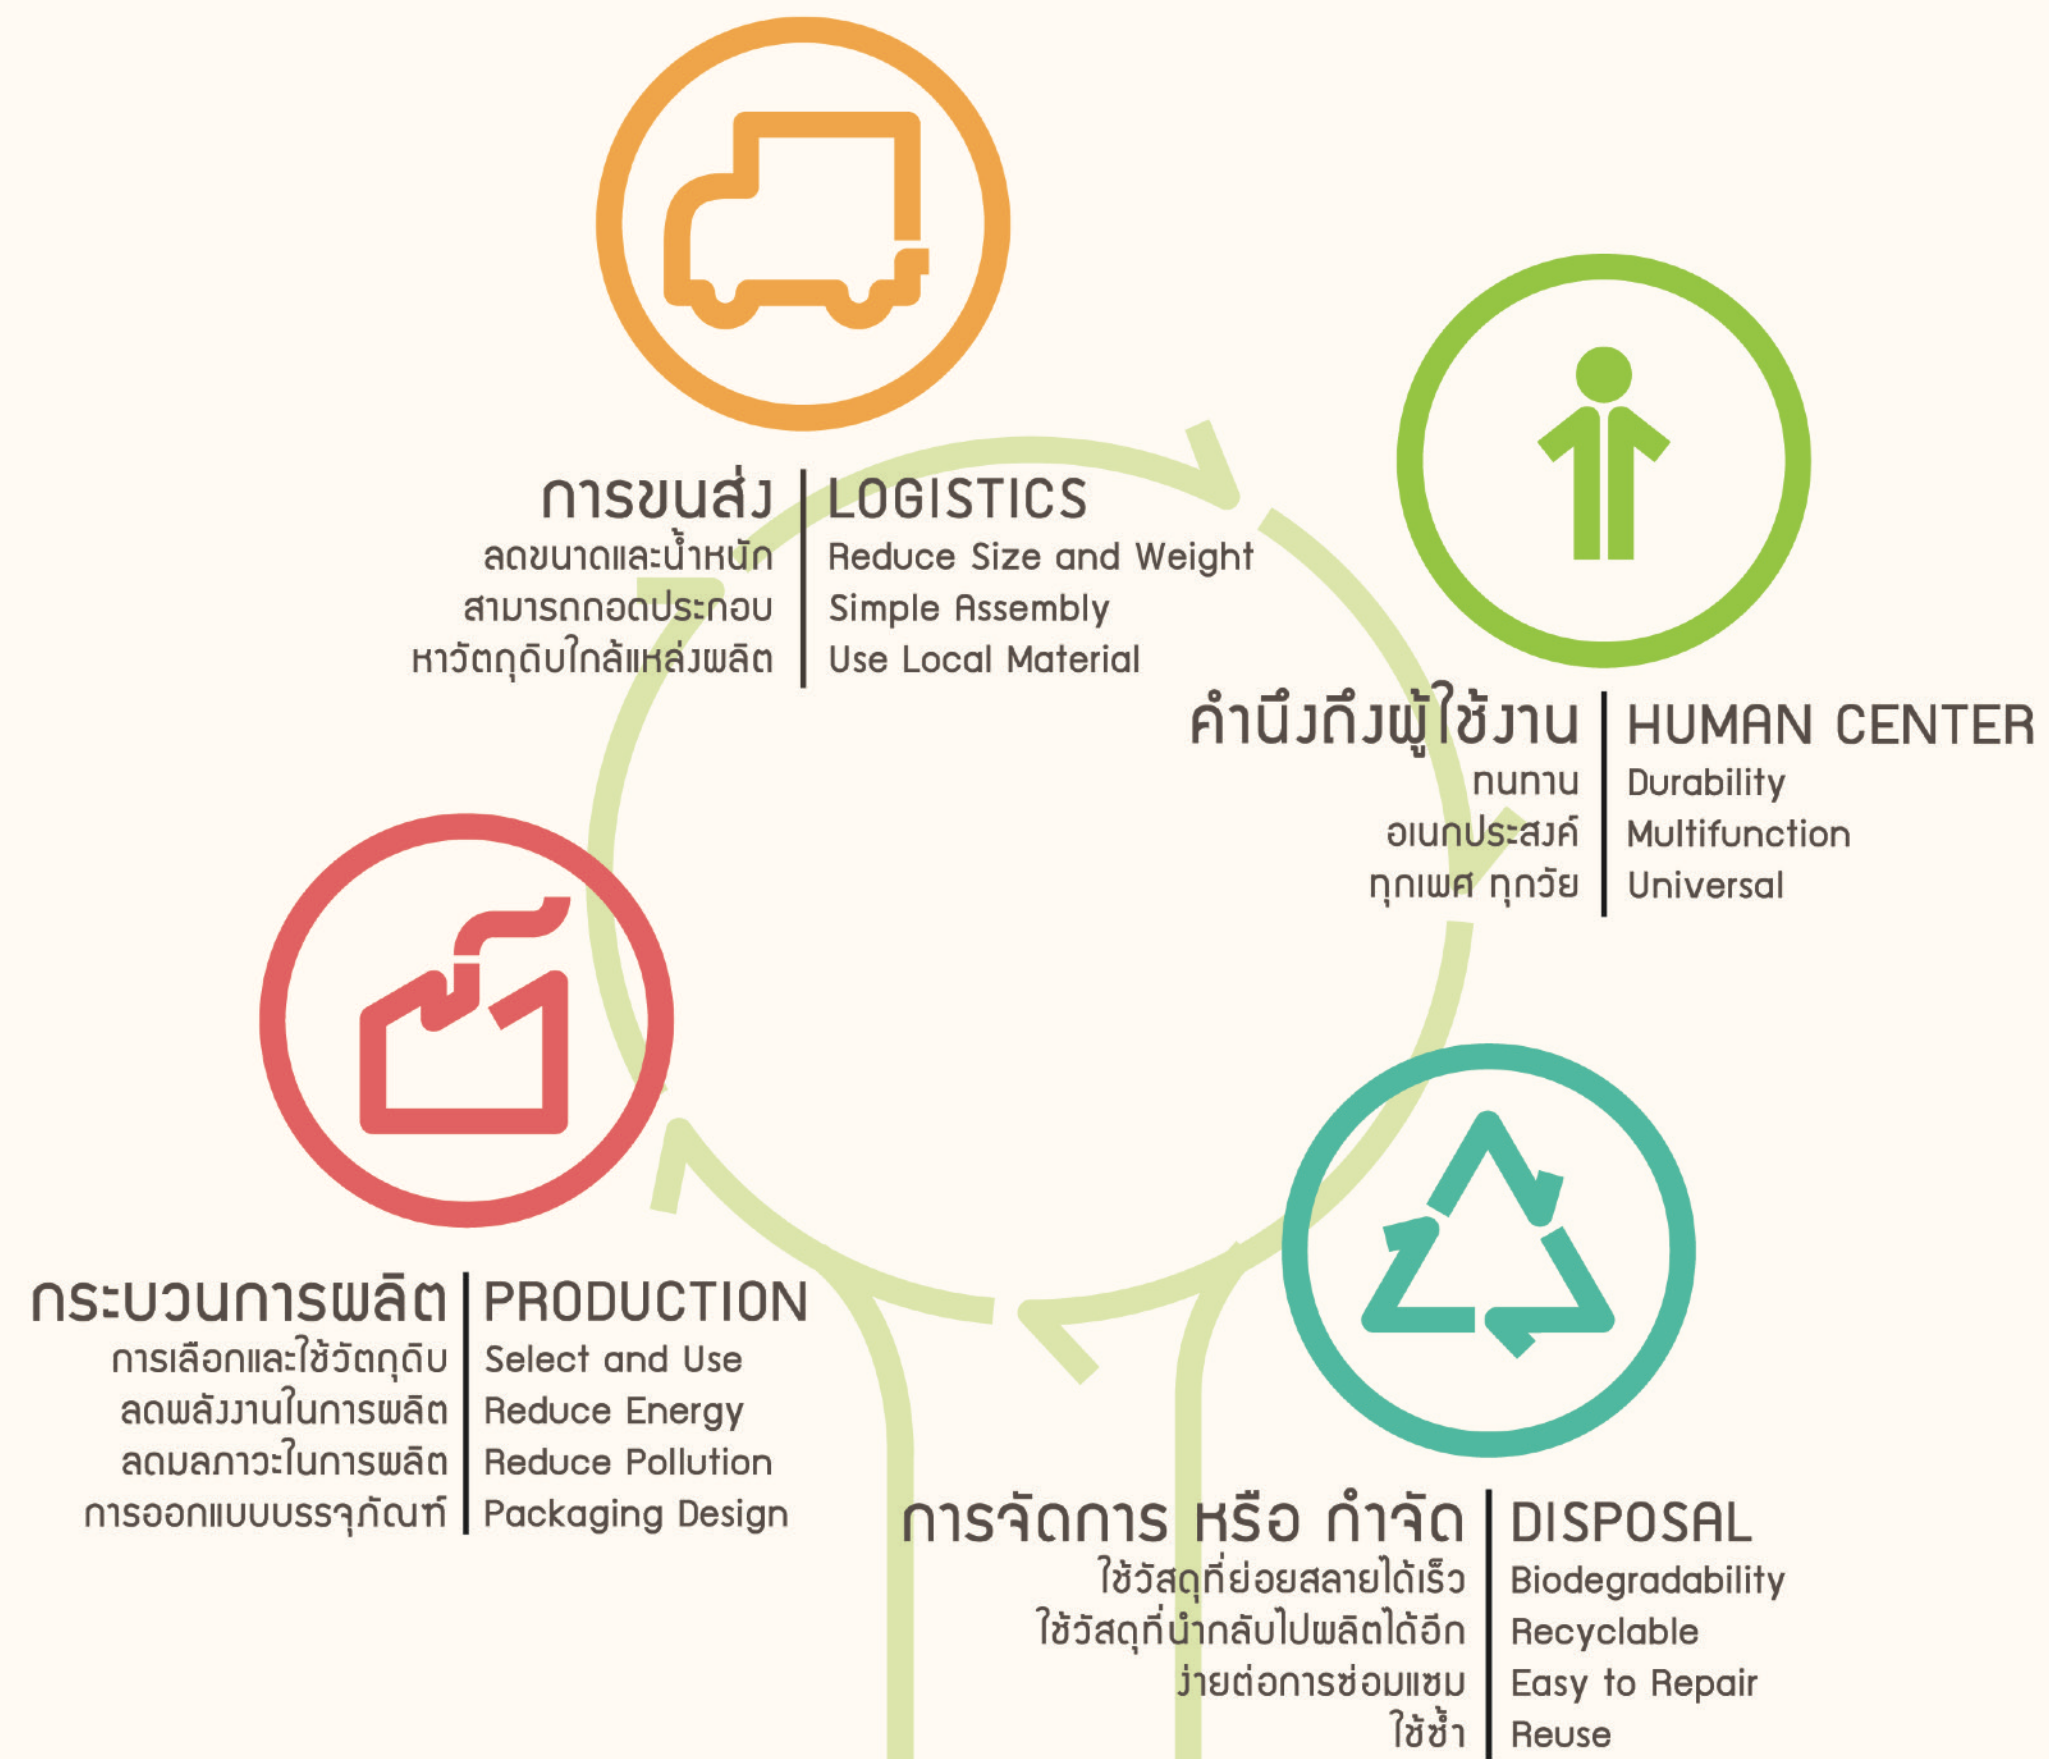 การขนส่ง | LOGISTICS
ลดขนาดและน้ำหนัก | Reduce Size and Weight
สามารถถอดประกอบ | Simple Assembly
หาวัตถุดิบใกล้แหล่งผลิต | Use Local Material
คำนึงถึงผู้ใช้งาน | HUMAN CENTER
ทนทาน | Durability
อเนกประสงค์ | Multifunction
ทุกเพศ ทุกวัย | Universal
กระบวนการผลิต | PRODUCTION
การเลือกและใช้วัตถุดิบ | Select and Use
ลดพลังงานในการผลิต | Reduce Energy
ลดมลภาวะในการผลิต | Reduce Pollution
การออกแบบบรรจุภัณฑ์ | Packaging Design
การจัดการ หรือ กำจัด | DISPOSAL
ใช้วัสดุที่ย่อยสลายได้เร็ว | Biodegradability
ใช้วัสดุที่นำกลับไปผลิตได้อีก | Recyclable
ง่ายต่อการซ่อมแซม | Easy to Repair
ใช้ซ้ำ | Reuse